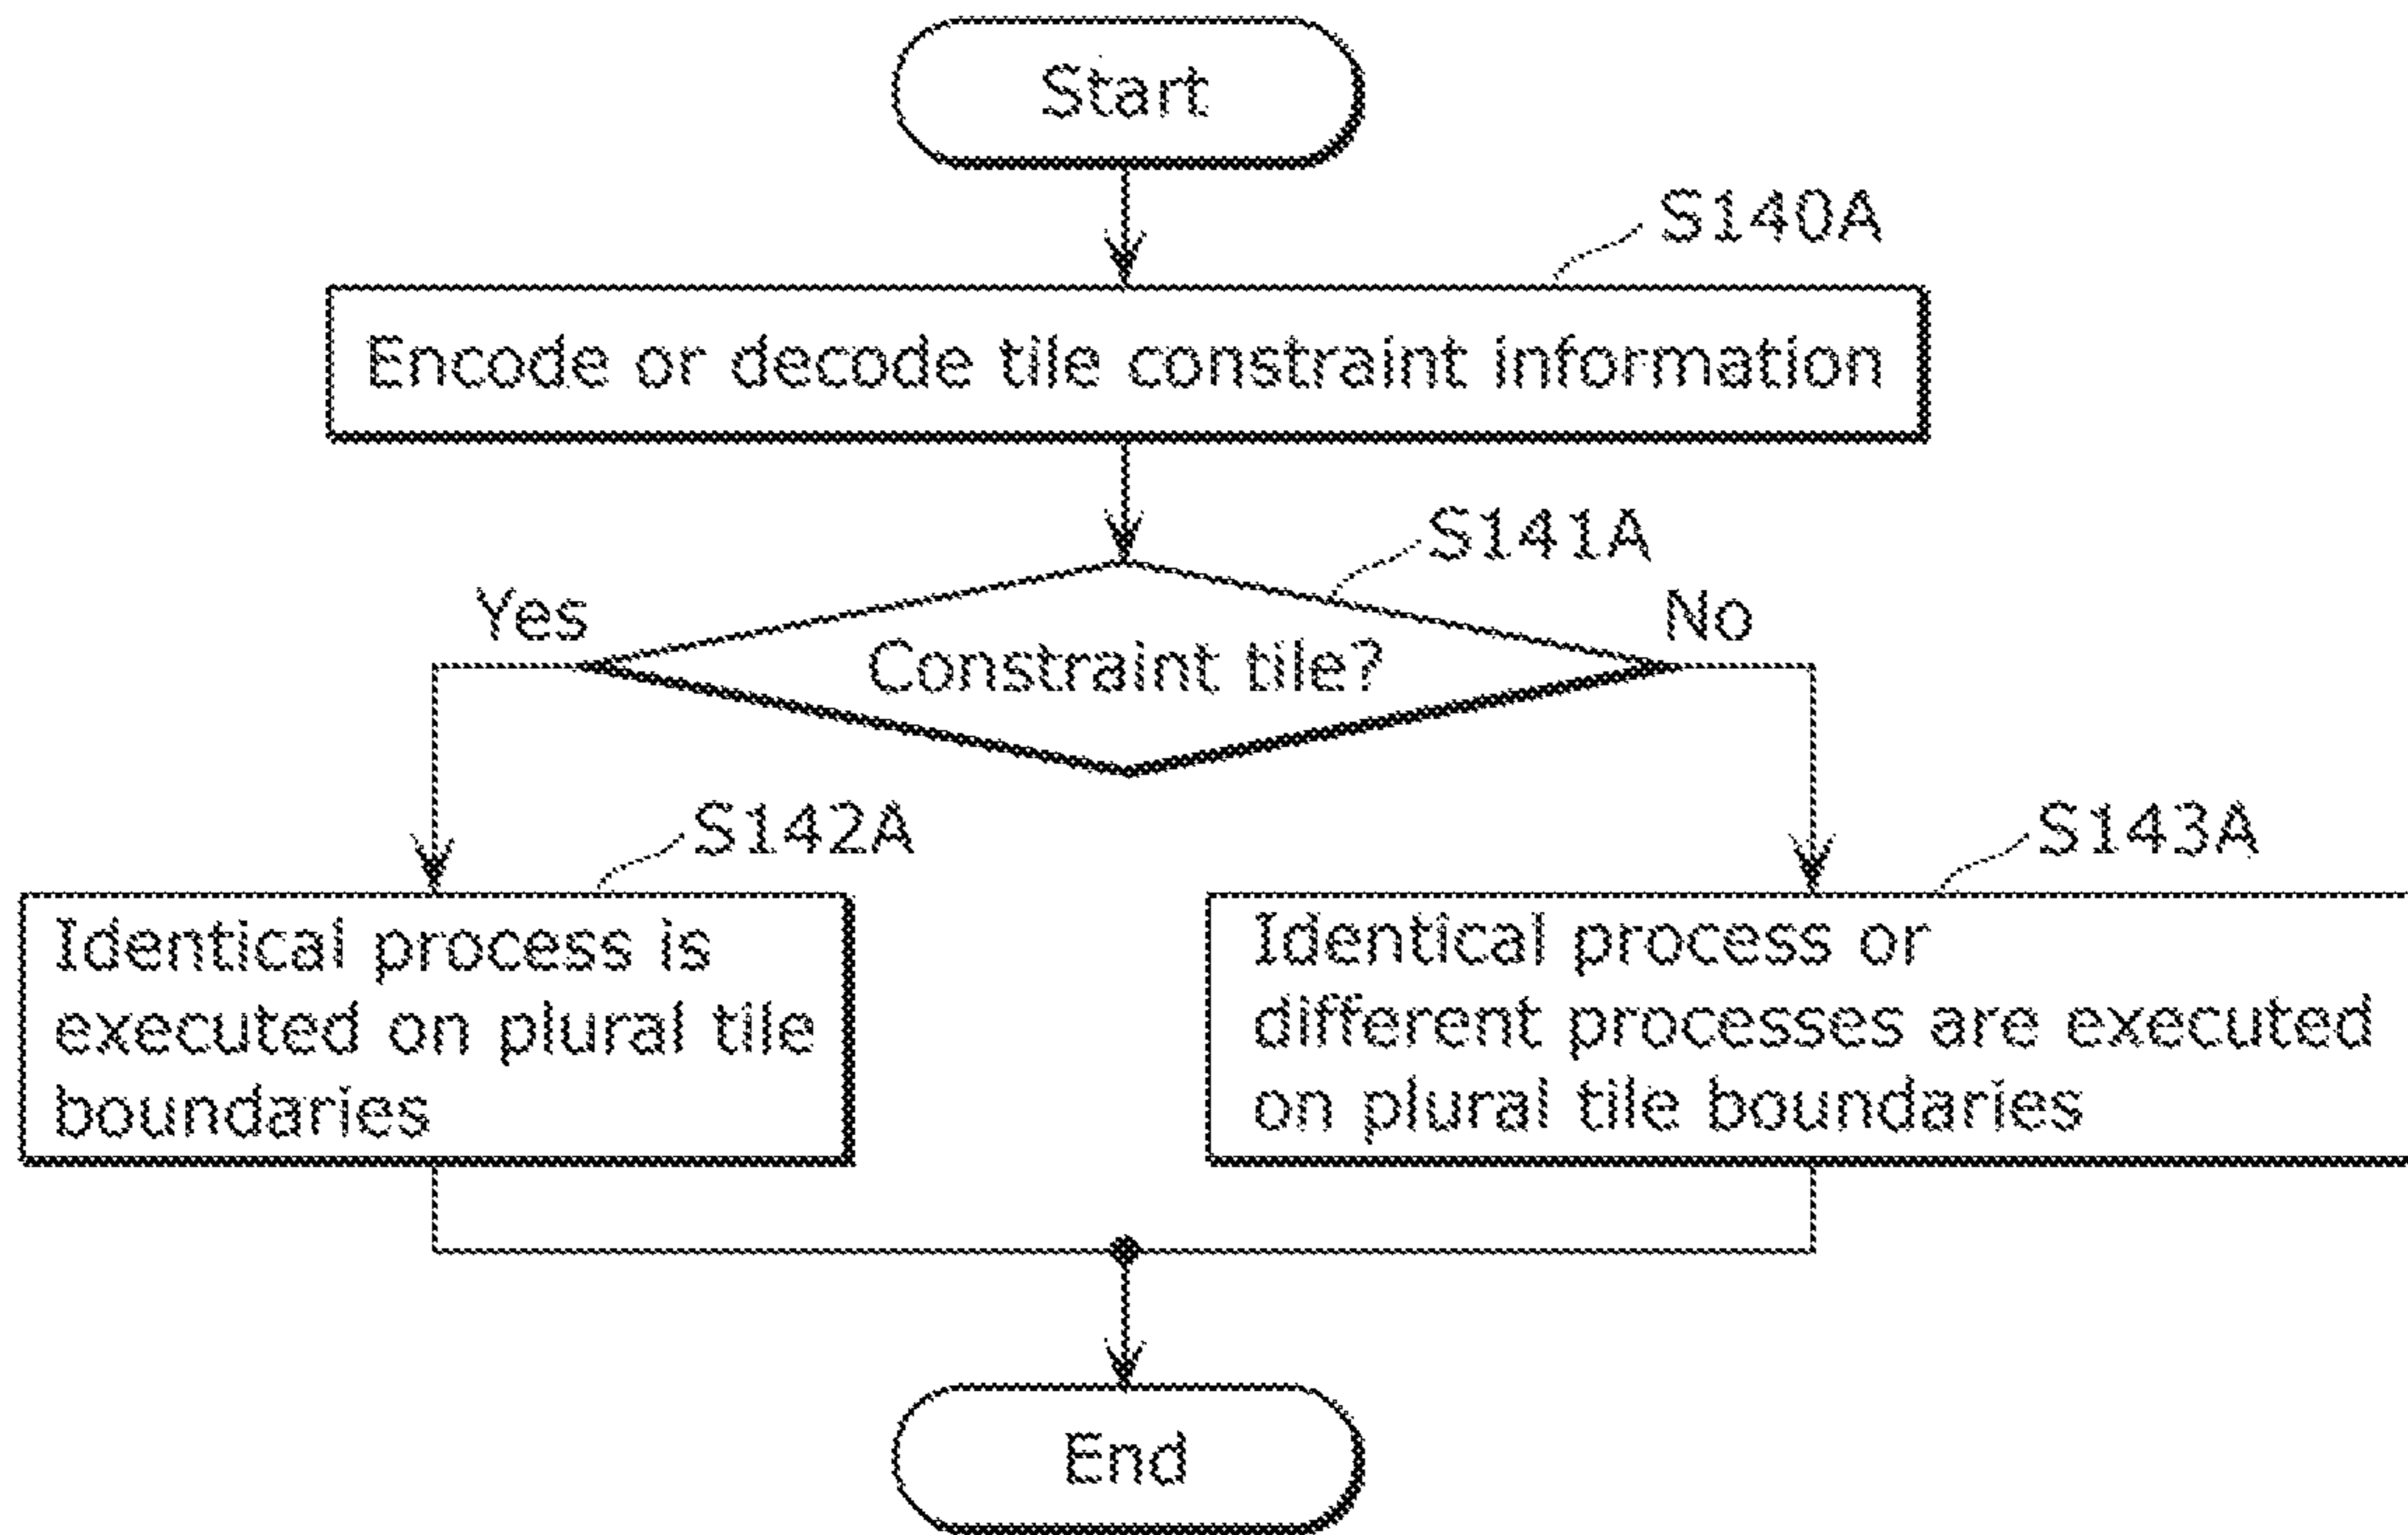 Start
S140A
Encode or decode tile constraint information
S141A
Yes
No
Constraint tile?
S142A
S143A
Identical process is
executed on plural tile
boundaries
Identical process or
different processes are executed
on plural tile boundaries
End